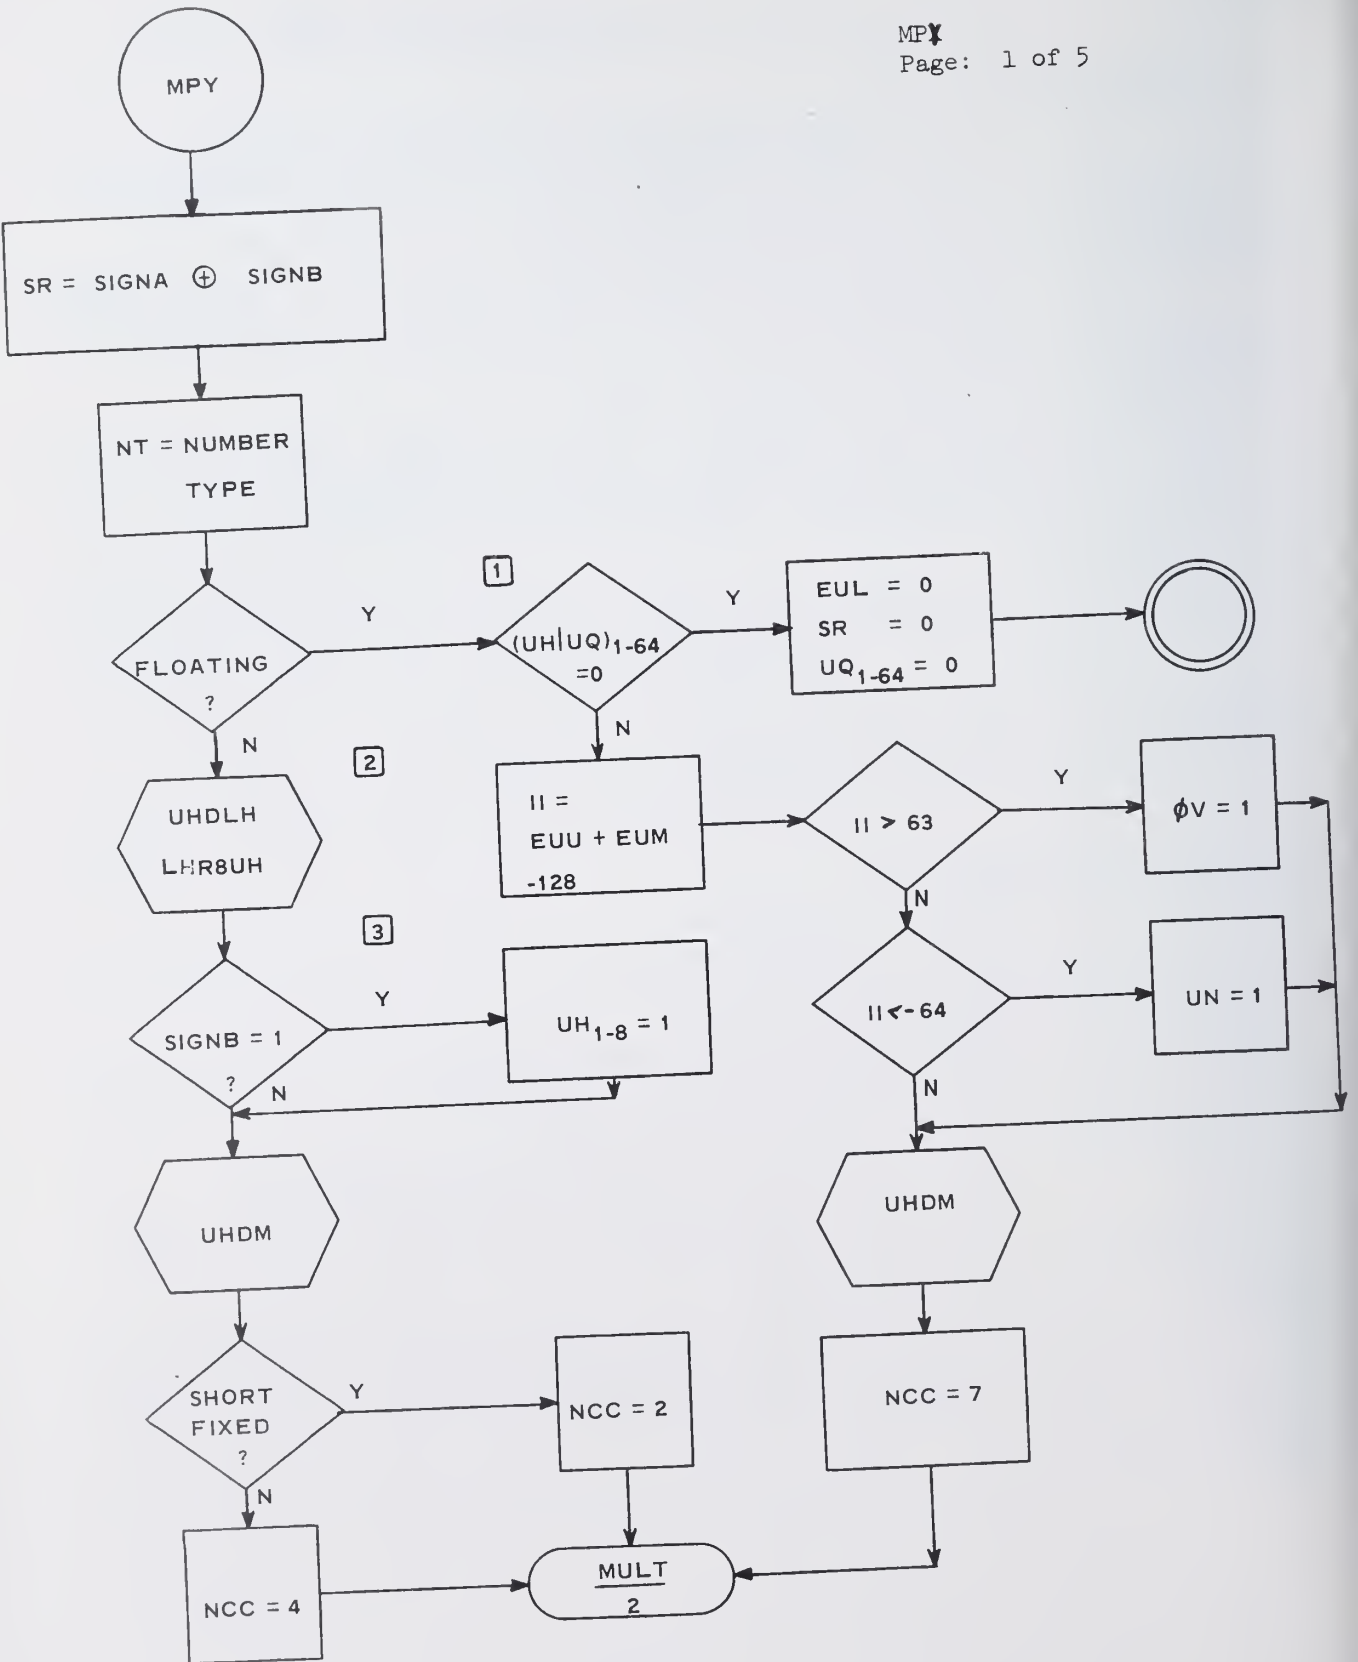 MPX
Page: 1 of 5
MPY
SR = SIGNA ⊕ SIGNB
NT = NUMBER
TYPE
FLOATING
?
Y
N
1
(UH|UQ)1-64
=0
Y
N
EUL = 0
SR = 0
UQ1-64 = 0
2
UHDLH
LHR8UH
II =
EUU + EUM
-128
II > 63
Y
N
ϕV = 1
3
SIGNB = 1
?
Y
N
UH1-8 = 1
II < -64
Y
N
UN = 1
UHDM
UHDM
SHORT
FIXED
?
Y
N
NCC = 2
NCC = 7
NCC = 4
MULT
2